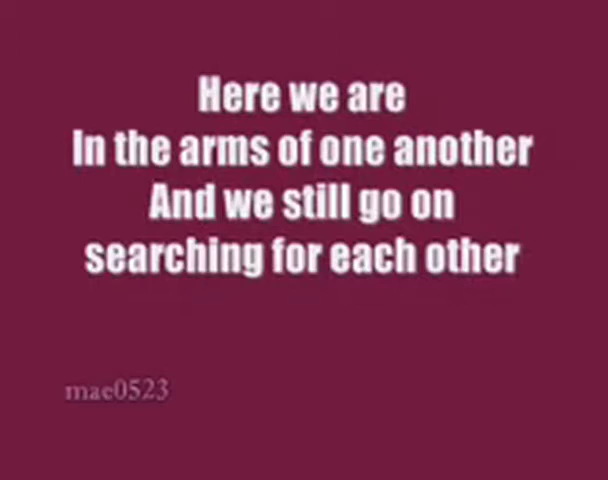 Here we are
In the arms of one another
And we still go on
searching for each other
mae0523